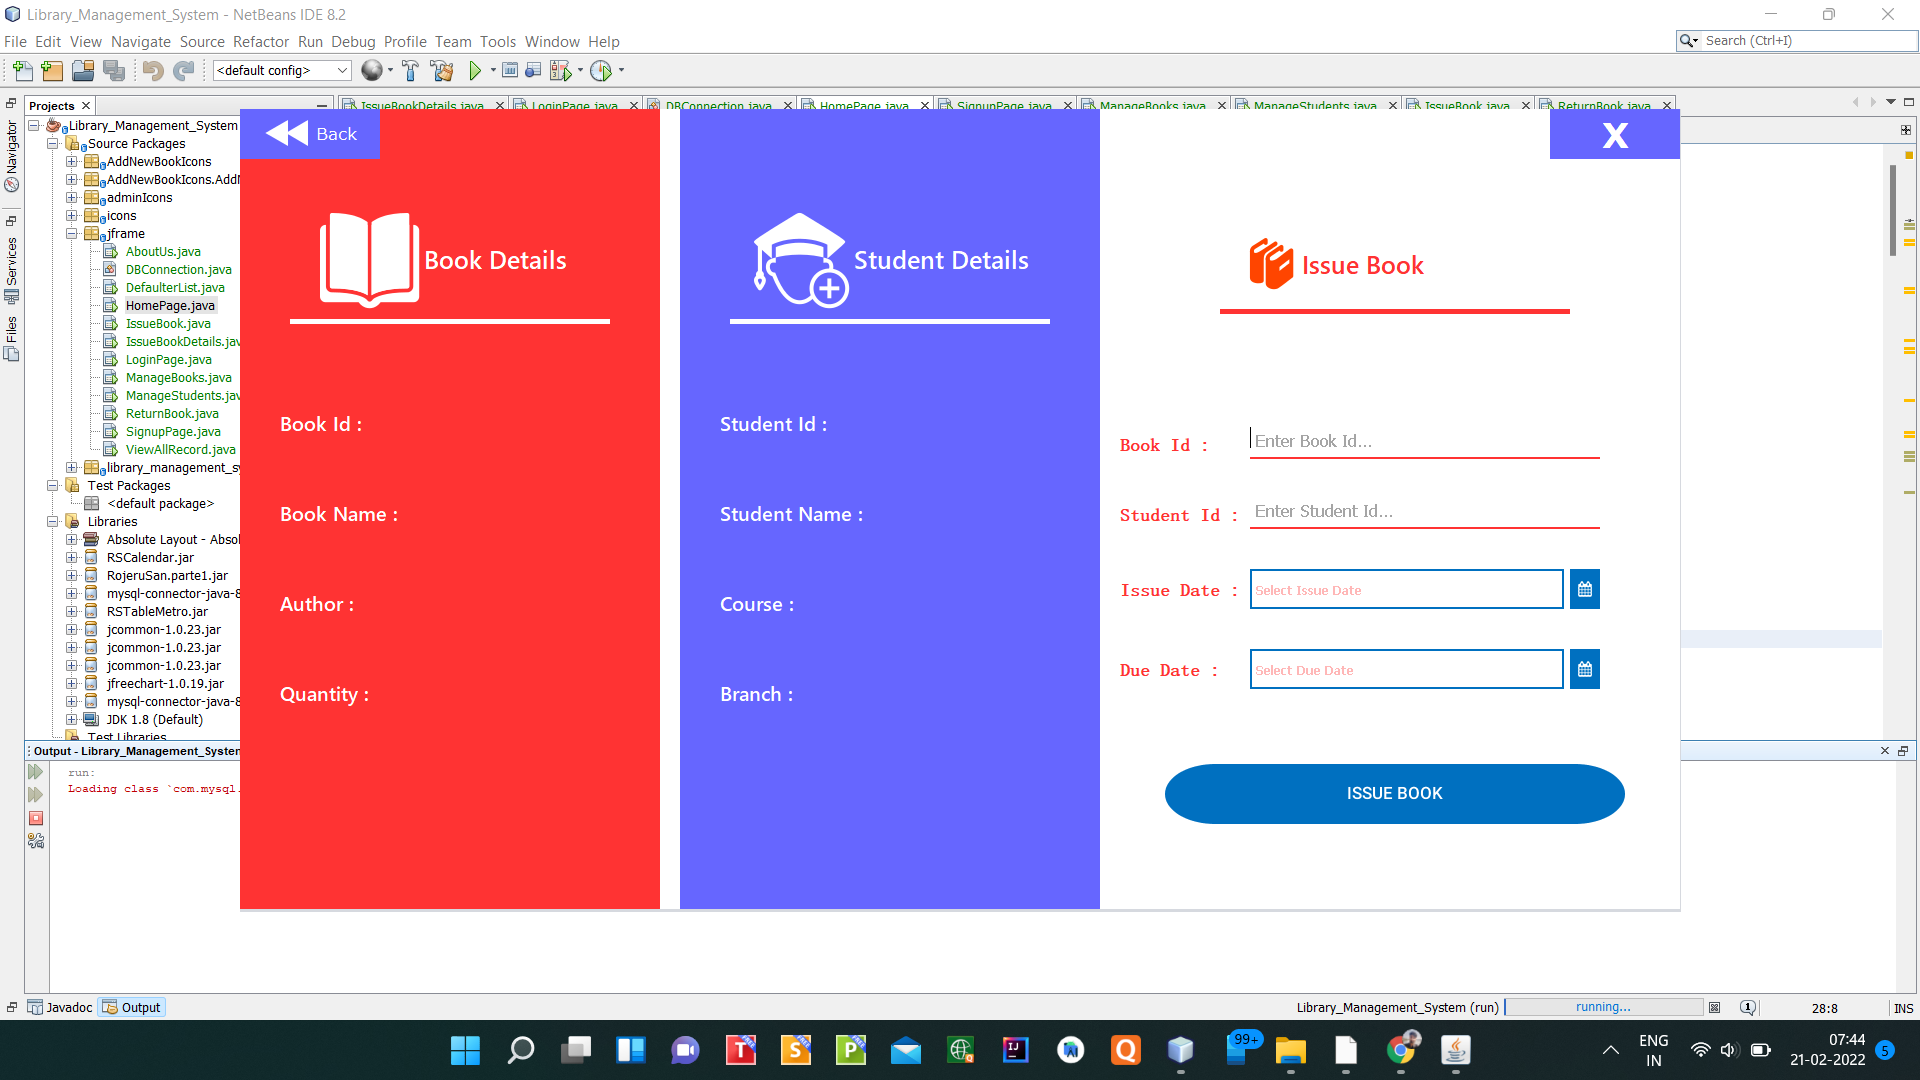 Library_Management_System - NetBeans IDE 8.2
File Edit View Navigate Source Refactor Run Debug Profile Team Tools Window Help
Search (Ctrl+I)
<default config>
Projects
IssueBookDetails.java LoginPage.java DBConnection.java HomePage.java SignupPage.java ManageBooks.java ManageStudents.java IssueBook.java ReturnBook.java
Navigator
Services
Files
Library_Management_System
Source Packages
AddNewBookIcons
AddNewBookIcons.AddI
adminIcons
icons
jframe
AboutUs.java
DBConnection.java
DefaulterList.java
HomePage.java
IssueBook.java
IssueBookDetails.jav
LoginPage.java
ManageBooks.java
ManageStudents.jav
ReturnBook.java
SignupPage.java
ViewAllRecord.java
library_management_sy
Test Packages
<default package>
Libraries
Absolute Layout - Absol
RSCalendar.jar
RojeruSan.parte1.jar
mysql-connector-java-8
RSTableMetro.jar
jcommon-1.0.23.jar
jcommon-1.0.23.jar
jcommon-1.0.23.jar
jfreechart-1.0.19.jar
mysql-connector-java-8
JDK 1.8 (Default)
Test Libraries
Back
Book Details
Book Id :
Book Name :
Author :
Quantity :
Student Details
Student Id :
Student Name :
Course :
Branch :
X
Issue Book
Book Id : Enter Book Id...
Student Id : Enter Student Id...
Issue Date : Select Issue Date
Due Date : Select Due Date
ISSUE BOOK
Output - Library_Management_System
run:
Loading class `com.mysql.
Javadoc Output
Library_Management_System (run) running... 1 28:8 INS
T S P IJ Q 99+
ENG
IN
07:44
21-02-2022
5